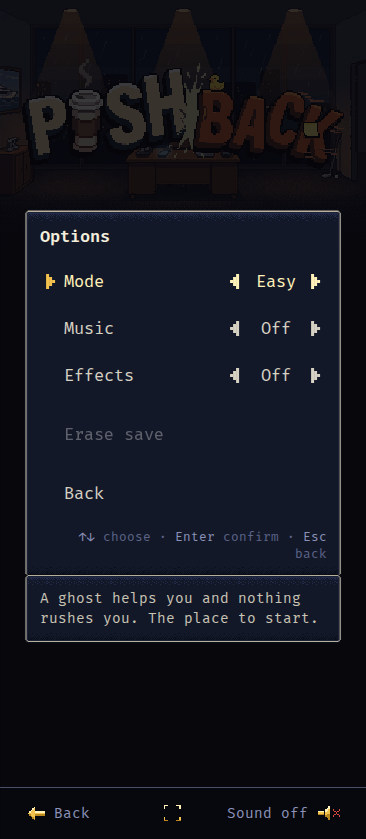 PUSHBACK
Options
Mode Easy
Music Off
Effects Off
Erase save
Back
↑↓ choose · Enter confirm · Esc
back
A ghost helps you and nothing
rushes you. The place to start.
Back Sound off